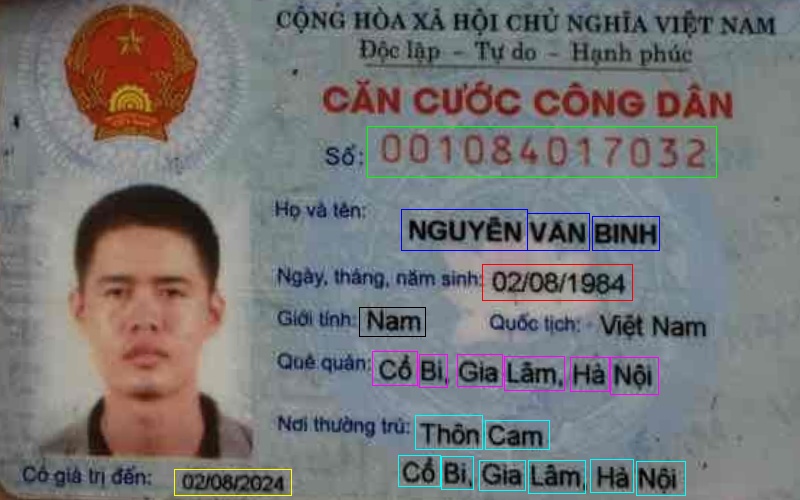 CỘNG HÒA XÃ HỘI CHỦ NGHĨA VIỆT NAM
Độc lập - Tự do - Hạnh phúc
CĂN CƯỚC CÔNG DÂN
Số: 001084017032
Họ và tên:
NGUYỄN VĂN BINH
Ngày, tháng, năm sinh: 02/08/1984
Giới tính: Nam Quốc tịch: Việt Nam
Quê quán: Cổ Bi, Gia Lâm, Hà Nội
Nơi thường trú: Thôn Cam
Cổ Bi, Gia Lâm, Hà Nội
Có giá trị đến: 02/08/2024